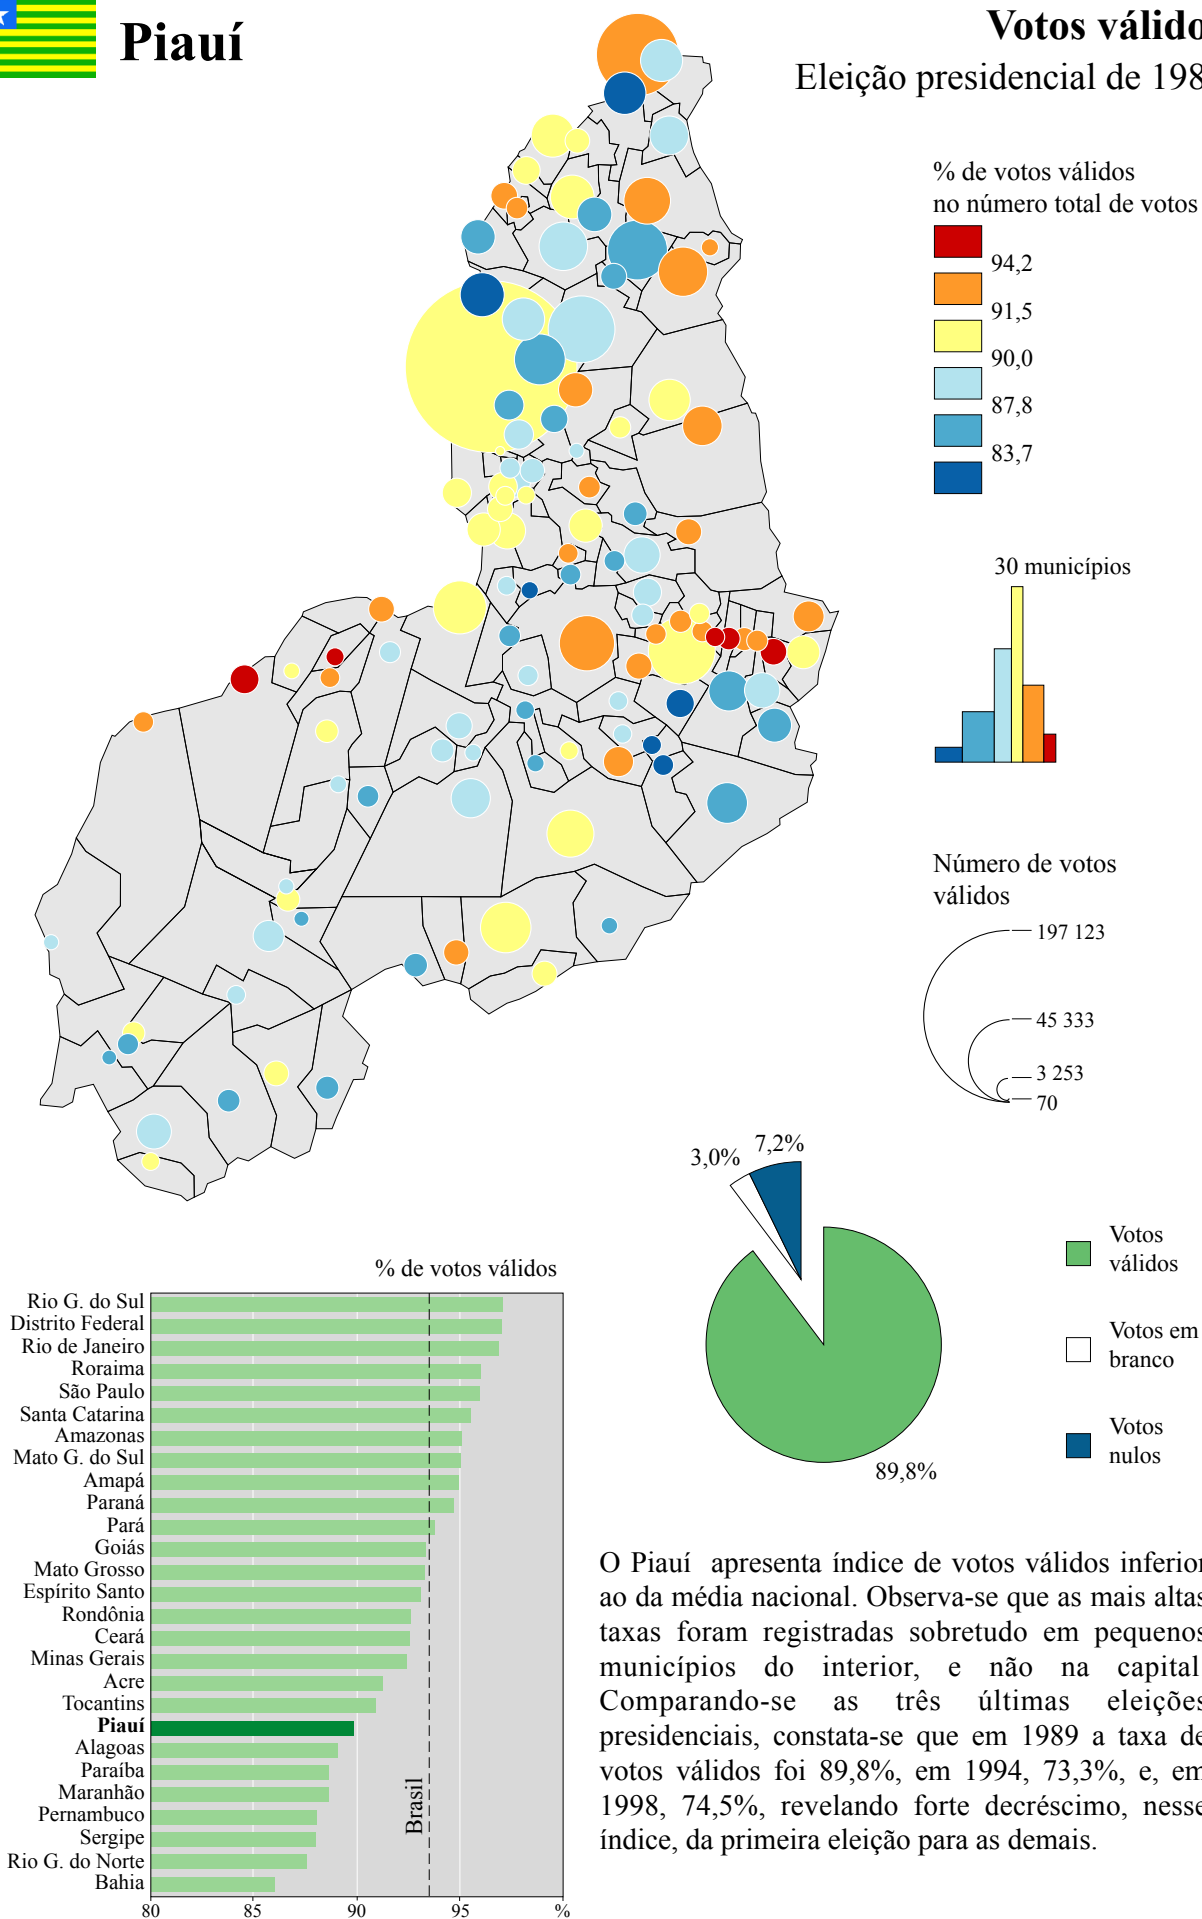 Piauí
Votos válido
Eleição presidencial de 198
% de votos válidos
no número total de votos
94,2
91,5
90,0
87,8
83,7
30 municípios
Número de votos
válidos
197 123
45 333
3 253
70
3,0%
7,2%
89,8%
Votos
válidos
Votos em
branco
Votos
nulos
% de votos válidos
Rio G. do Sul
Distrito Federal
Rio de Janeiro
Roraima
São Paulo
Santa Catarina
Amazonas
Mato G. do Sul
Amapá
Paraná
Pará
Goiás
Mato Grosso
Espírito Santo
Rondônia
Ceará
Minas Gerais
Acre
Tocantins
Piauí
Alagoas
Paraíba
Maranhão
Pernambuco
Sergipe
Rio G. do Norte
Bahia
Brasil
80 85 90 95 %
O Piauí apresenta índice de votos válidos inferior
ao da média nacional. Observa-se que as mais altas
taxas foram registradas sobretudo em pequenos
municípios do interior, e não na capital
Comparando-se as três últimas eleições
presidenciais, constata-se que em 1989 a taxa de
votos válidos foi 89,8%, em 1994, 73,3%, e, em
1998, 74,5%, revelando forte decréscimo, nesse
índice, da primeira eleição para as demais.